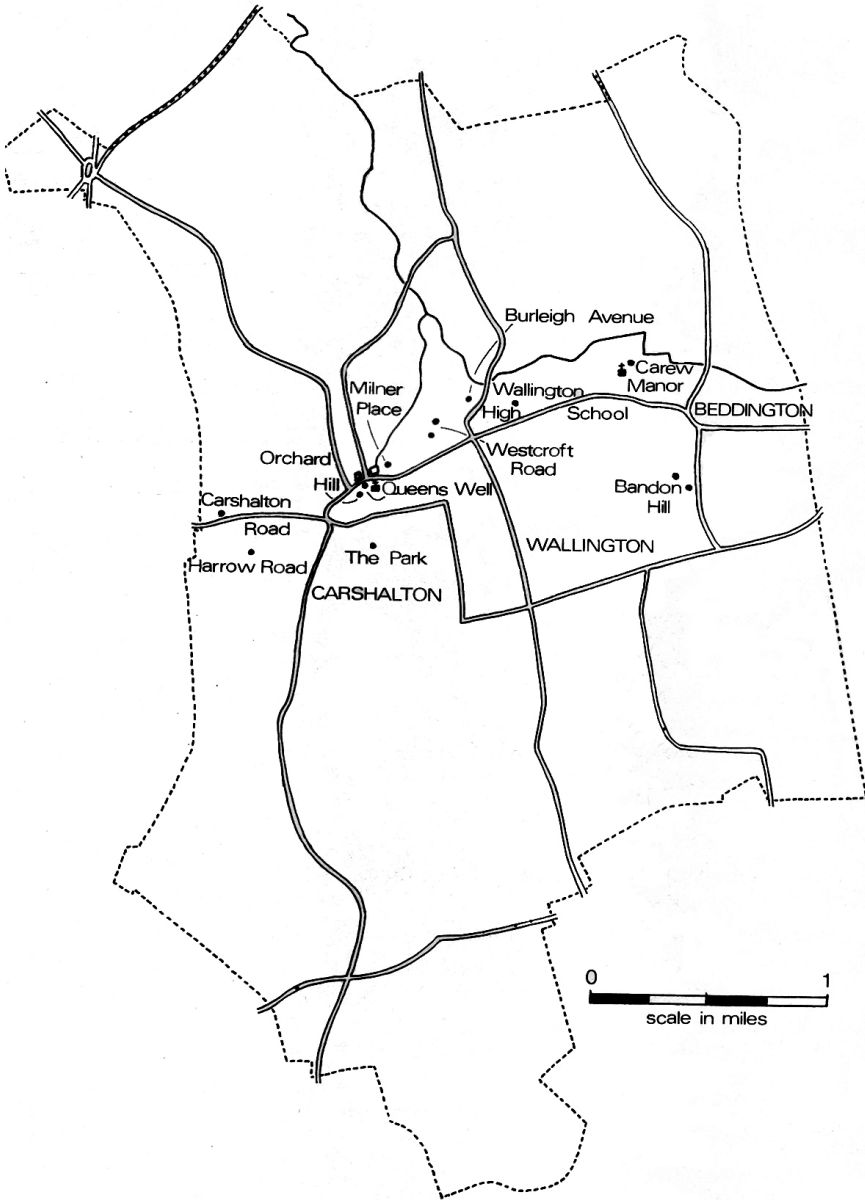 Burleigh Avenue
Carew
Manor
Milner
Place
Wallington
High School
BEDDINGTON
Westcroft
Road
Orchard
Hill
Queens Well
Bandon
Hill
Carshalton
Road
WALLINGTON
The Park
Harrow Road
CARSHALTON
0 1
scale in miles